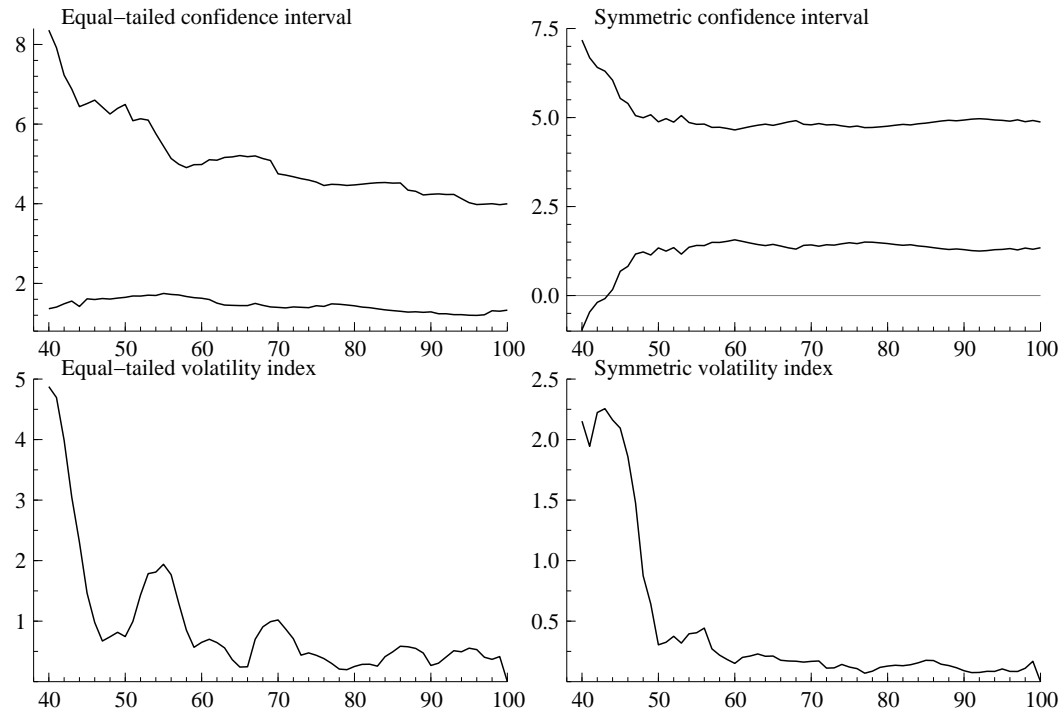 Equal−tailed confidence interval
8
6
4
2
40 50 60 70 80 90 100
Symmetric confidence interval
7.5
5.0
2.5
0.0
40 50 60 70 80 90 100
Equal−tailed volatility index
5
4
3
2
1
40 50 60 70 80 90 100
Symmetric volatility index
2.5
2.0
1.5
1.0
0.5
40 50 60 70 80 90 100